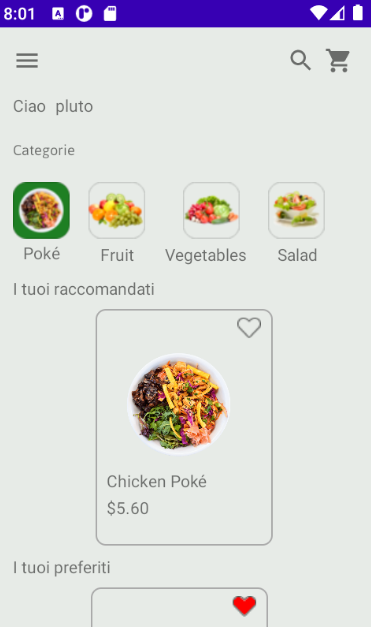 8:01
Ciao pluto
Categorie
Poké Fruit Vegetables Salad
I tuoi raccomandati
Chicken Poké
$5.60
I tuoi preferiti